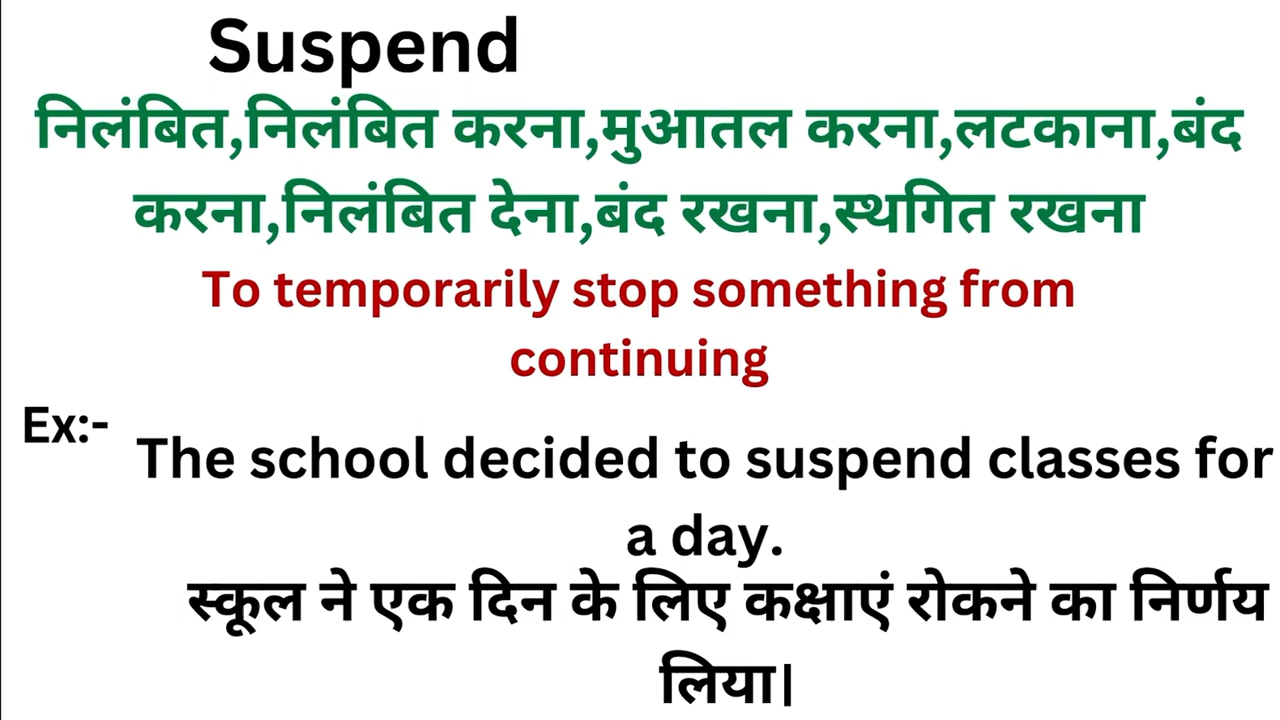 Suspend
निलंबित,निलंबित करना,मुआतल करना,लटकाना,बंद
करना,निलंबित देना,बंद रखना,स्थगित रखना
To temporarily stop something from
continuing
Ex:-
The school decided to suspend classes for
a day.
स्कूल ने एक दिन के लिए कक्षाएं रोकने का निर्णय
लिया।